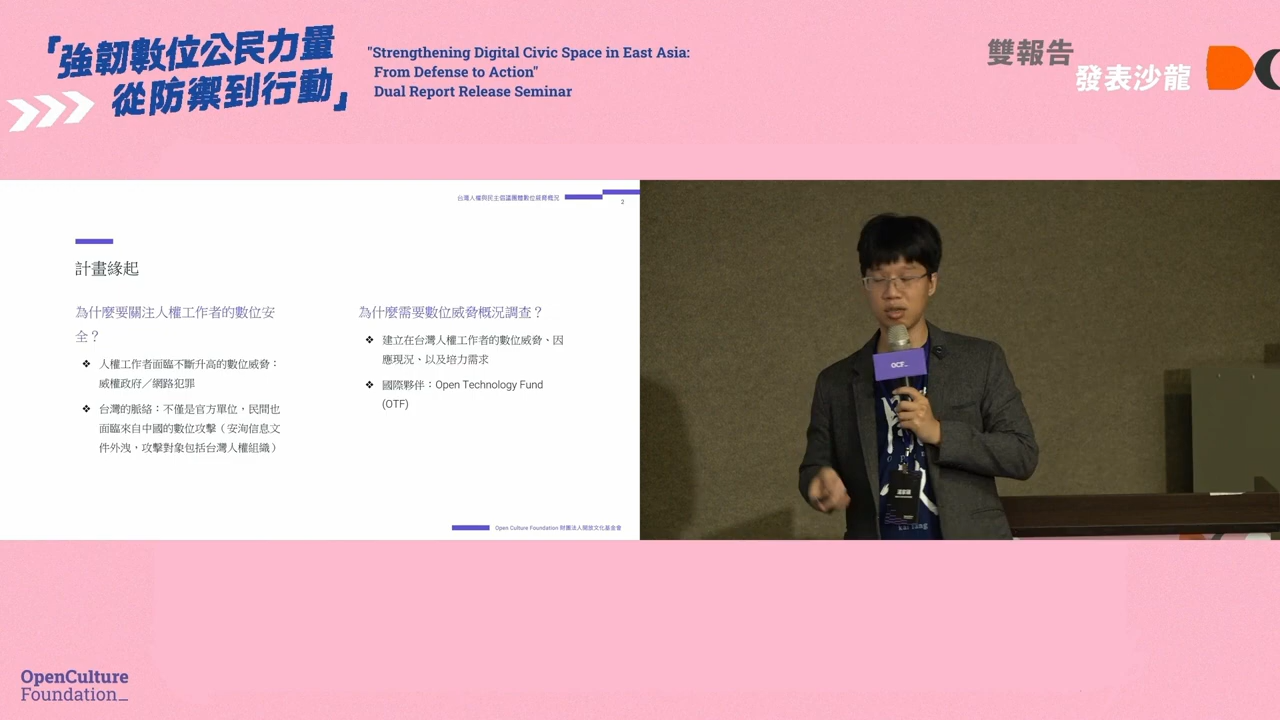 「強韌數位公民力量
從防禦到行動」
"Strengthening Digital Civic Space in East Asia:
From Defense to Action"
Dual Report Release Seminar
雙報告
發表沙龍
台灣人權與民主倡議團體數位威脅概況
2
計畫緣起
為什麼要關注人權工作者的數位安
全？
❖ 人權工作者面臨不斷升高的數位威脅：
威權政府／網路犯罪
❖ 台灣的脈絡：不僅是官方單位，民間也
面臨來自中國的數位攻擊（安洵信息文
件外洩，攻擊對象包括台灣人權組織）
為什麼需要數位威脅概況調查？
❖ 建立在台灣人權工作者的數位威脅、因
應現況、以及培力需求
❖ 國際夥伴：Open Technology Fund
(OTF)
Open Culture Foundation 財團法人開放文化基金會
OCF_
OpenCulture
Foundation_